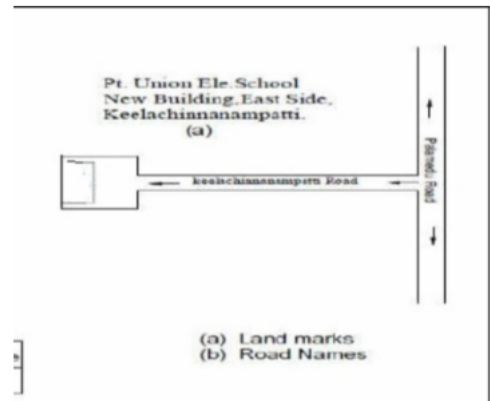 Pt. Union Ele.School
New Building,East Side,
Keelachinnanampatti.
(a)
keelachinnanampatti Road
Palamedu Road
(a) Land marks
(b) Road Names